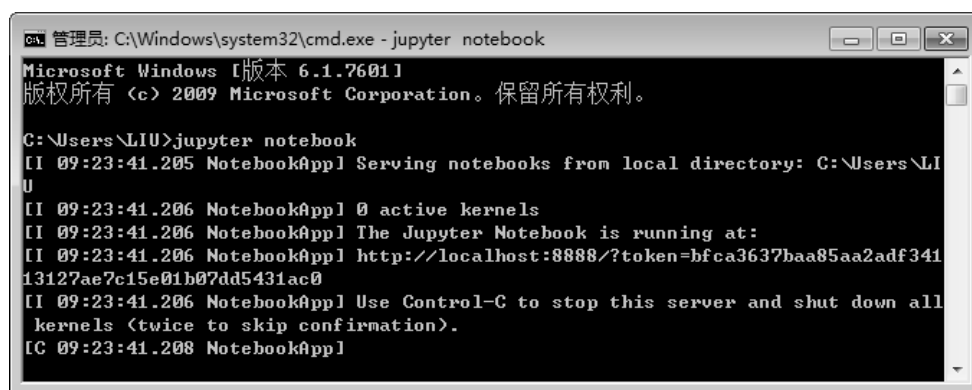 管理员: C:\Windows\system32\cmd.exe - jupyter  notebook
Microsoft Windows [版本 6.1.7601]
版权所有 (c) 2009 Microsoft Corporation。保留所有权利。
C:\Users\LIU>jupyter notebook
[I 09:23:41.205 NotebookApp] Serving notebooks from local directory: C:\Users\LI
U
[I 09:23:41.206 NotebookApp] 0 active kernels
[I 09:23:41.206 NotebookApp] The Jupyter Notebook is running at:
[I 09:23:41.206 NotebookApp] http://localhost:8888/?token=bfca3637baa85aa2adf341
13127ae7c15e01b07dd5431ac0
[I 09:23:41.206 NotebookApp] Use Control-C to stop this server and shut down all
 kernels (twice to skip confirmation).
[C 09:23:41.208 NotebookApp]